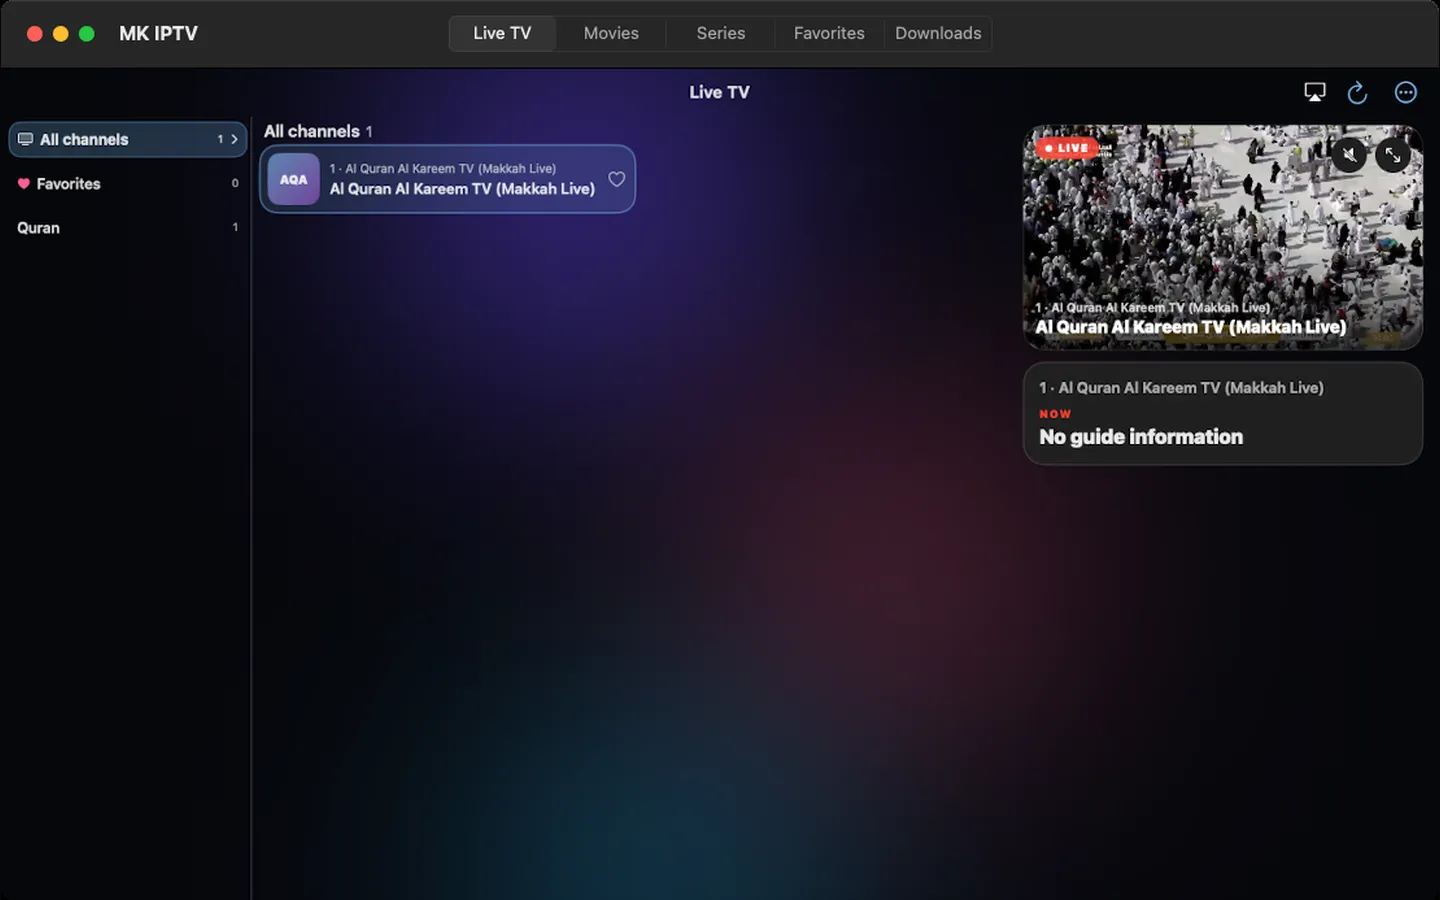 MK IPTV
Live TV
Movies
Series
Favorites
Downloads
Live TV
All channels
1
Favorites
0
Quran
1
All channels 1
AQA
1 · Al Quran Al Kareem TV (Makkah Live)
Al Quran Al Kareem TV (Makkah Live)
LIVE
1 · Al Quran Al Kareem TV (Makkah Live)
Al Quran Al Kareem TV (Makkah Live)
1 · Al Quran Al Kareem TV (Makkah Live)
NOW
No guide information